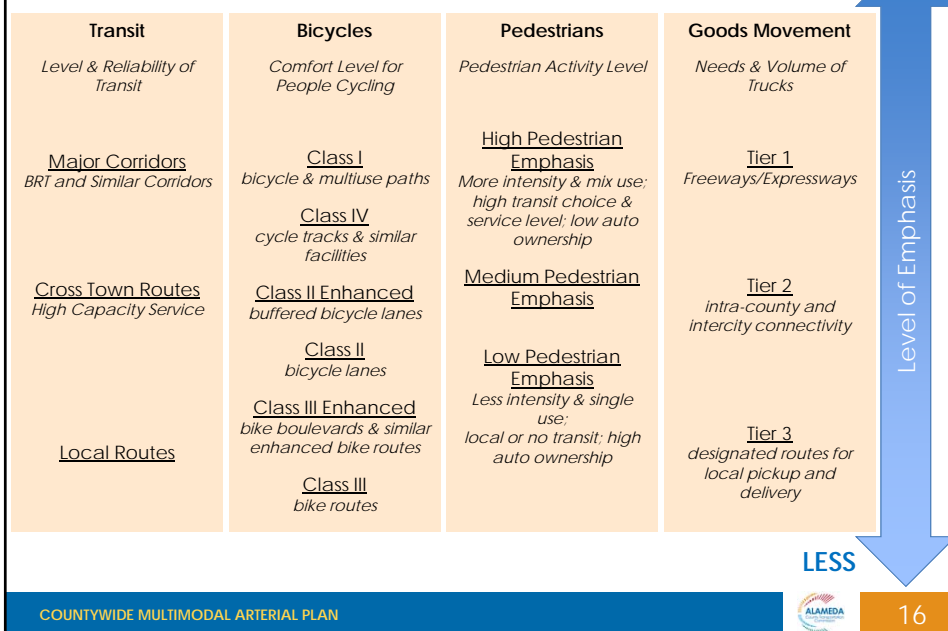 Transit
Level & Reliability of
Transit
Major Corridors
BRT and Similar Corridors
Cross Town Routes
High Capacity Service
Local Routes
Bicycles
Comfort Level for
People Cycling
Class I
bicycle & multiuse paths
Class IV
cycle tracks & similar
facilities
Class II Enhanced
buffered bicycle lanes
Class II
bicycle lanes
Class III Enhanced
bike boulevards & similar
enhanced bike routes
Class III
bike routes
Pedestrians
Pedestrian Activity Level
High Pedestrian
Emphasis
More intensity & mix use;
high transit choice &
service level; low auto
ownership
Medium Pedestrian
Emphasis
Low Pedestrian
Emphasis
Less intensity & single
use;
local or no transit; high
auto ownership
Goods Movement
Needs & Volume of
Trucks
Tier 1
Freeways/Expressways
Tier 2
intra-county and
intercity connectivity
Tier 3
designated routes for
local pickup and
delivery
Level of Emphasis
LESS
COUNTYWIDE MULTIMODAL ARTERIAL PLAN
ALAMEDA
County Transportation
Commission
16